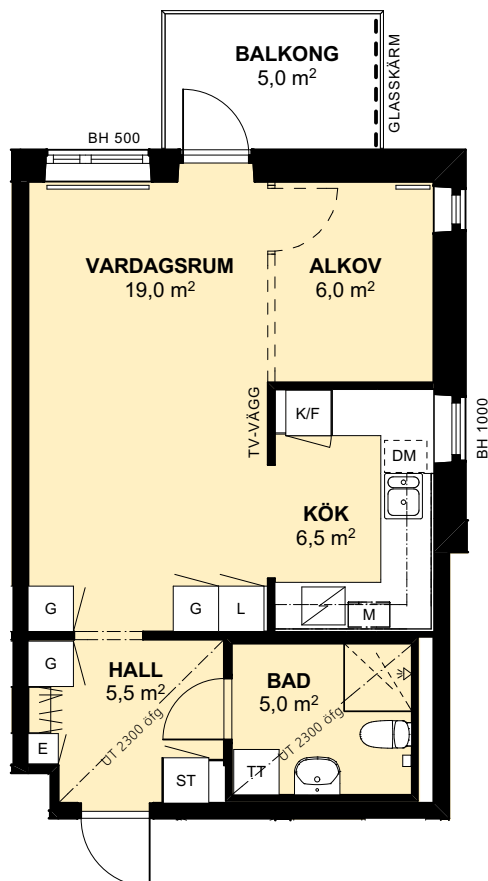 BALKONG
5,0 m²
GLASSKÄRM
BH 500
VARDAGSRUM
19,0 m²
ALKOV
6,0 m²
TV-VÄGG
K/F
BH 1000
DM
KÖK
6,5 m²
G
G
L
M
G
HALL
5,5 m²
BAD
5,0 m²
E
UT 2300 öfg
UT 2300 öfg
ST
TT